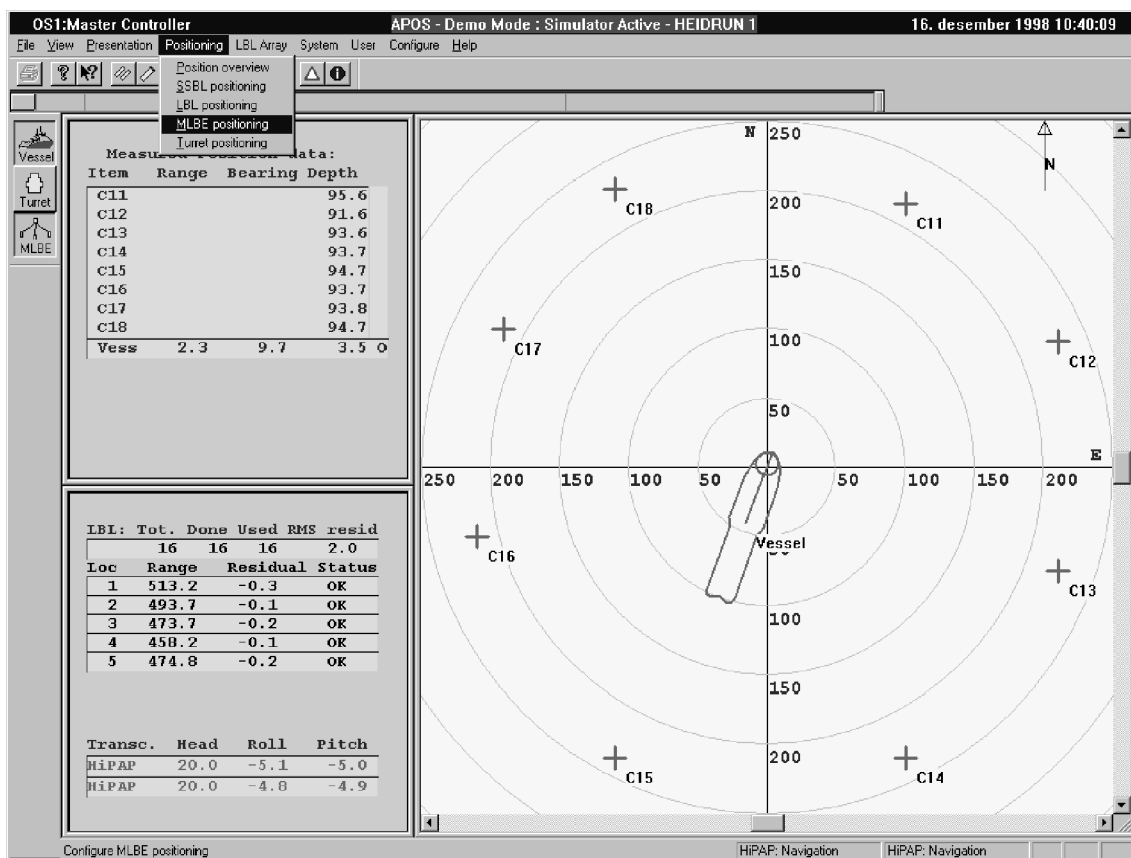 OS1:Master Controller APOS - Demo Mode : Simulator Active - HEIDRUN 1 16. desember 1998 10:40:09
File View Presentation Positioning LBL Array System User Configure Help
Position overview
SSBL positioning
LBL positioning
MLBE positioning
Turret positioning
Vessel
Turret
MLBE
Item Range Bearing Depth
C11 95.6
C12 91.6
C13 93.6
C14 93.7
C15 94.7
C16 93.7
C17 93.8
C18 94.7
Vess 2.3 9.7 3.5 O
LBL: Tot. Done Used RMS resid
16 16 16 2.0
Loc Range Residual Status
1 513.2 -0.3 OK
2 493.7 -0.1 OK
3 473.7 -0.2 OK
4 458.2 -0.1 OK
5 474.8 -0.2 OK
Transc. Head Roll Pitch
HiPAP 20.0 -5.1 -5.0
HiPAP 20.0 -4.8 -4.9
N 250
N
C18 200 C11
150
C17 100 C12
50
E
250 200 150 100 50 50 100 150 200
Vessel
C16
C13
100
150
C15 200 C14
Configure MLBE positioning HiPAP: Navigation HiPAP: Navigation